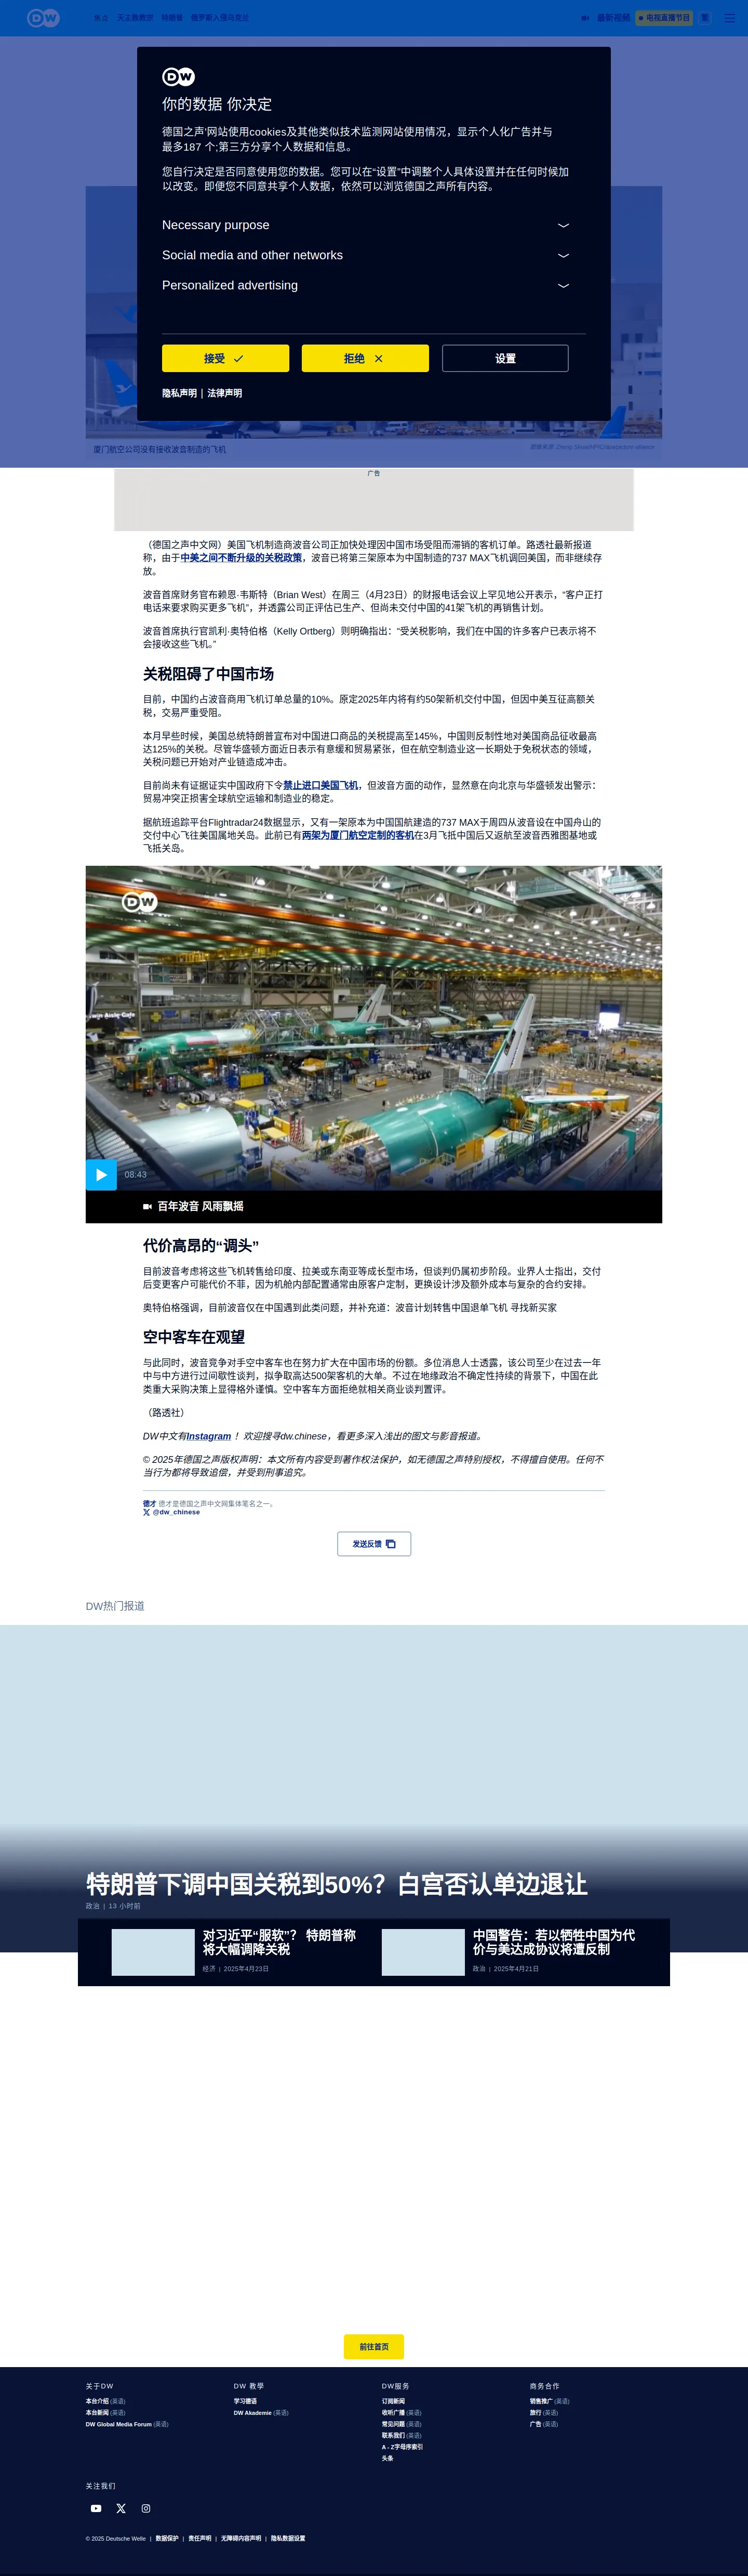 DW
焦点
天主教教宗
特朗普
俄罗斯入侵乌克兰
最新视频
电视直播节目
繁
DW
你的数据 你决定
德国之声'网站使用cookies及其他类似技术监测网站使用情况，显示个人化广告并与
最多187 个;第三方分享个人数据和信息。
您自行决定是否同意使用您的数据。您可以在“设置”中调整个人具体设置并在任何时候加
以改变。即便您不同意共享个人数据，依然可以浏览德国之声所有内容。
Necessary purpose
Social media and other networks
Personalized advertising
接受
拒绝
设置
隐私声明 | 法律声明
厦门航空公司没有接收波音制造的飞机
广告
（德国之声中文网）美国飞机制造商波音公司正加快处理因中国市场受阻而滞销的客机订单。路透社最新报道
称，由于中美之间不断升级的关税政策，波音已将第三架原本为中国制造的737 MAX飞机调回美国，而非继续存
放。
波音首席财务官布赖恩·韦斯特（Brian West）在周三（4月23日）的财报电话会议上罕见地公开表示，“客户正打
电话来要求购买更多飞机”，并透露公司正评估已生产、但尚未交付中国的41架飞机的再销售计划。
波音首席执行官凯利·奥特伯格（Kelly Ortberg）则明确指出：“受关税影响，我们在中国的许多客户已表示将不
会接收这些飞机。”
关税阻碍了中国市场
目前，中国约占波音商用飞机订单总量的10%。原定2025年内将有约50架新机交付中国，但因中美互征高额关
税，交易严重受阻。
本月早些时候，美国总统特朗普宣布对中国进口商品的关税提高至145%，中国则反制性地对美国商品征收最高
达125%的关税。尽管华盛顿方面近日表示有意缓和贸易紧张，但在航空制造业这一长期处于免税状态的领域，
关税问题已开始对产业链造成冲击。
目前尚未有证据证实中国政府下令禁止进口美国飞机，但波音方面的动作，显然意在向北京与华盛顿发出警示：
贸易冲突正损害全球航空运输和制造业的稳定。
据航班追踪平台Flightradar24数据显示，又有一架原本为中国国航建造的737 MAX于周四从波音设在中国舟山的
交付中心飞往美国属地关岛。此前已有两架为厦门航空定制的客机在3月飞抵中国后又返航至波音西雅图基地或
飞抵关岛。
DW
08:43
百年波音 风雨飘摇
代价高昂的“调头”
目前波音考虑将这些飞机转售给印度、拉美或东南亚等成长型市场，但谈判仍属初步阶段。业界人士指出，交付
后变更客户可能代价不菲，因为机舱内部配置通常由原客户定制，更换设计涉及额外成本与复杂的合约安排。
奥特伯格强调，目前波音仅在中国遇到此类问题，并补充道：波音计划转售中国退单飞机 寻找新买家
空中客车在观望
与此同时，波音竞争对手空中客车也在努力扩大在中国市场的份额。多位消息人士透露，该公司至少在过去一年
中与中方进行过间歇性谈判，拟争取高达500架客机的大单。不过在地缘政治不确定性持续的背景下，中国在此
类重大采购决策上显得格外谨慎。空中客车方面拒绝就相关商业谈判置评。
（路透社）
DW中文有Instagram ！欢迎搜寻dw.chinese，看更多深入浅出的图文与影音报道。
© 2025年德国之声版权声明：本文所有内容受到著作权法保护，如无德国之声特别授权，不得擅自使用。任何不
当行为都将导致追偿，并受到刑事追究。
德才 德才是德国之声中文网集体笔名之一。
@dw_chinese
发送反馈
DW热门报道
特朗普下调中国关税到50%？白宫否认单边退让
政治 | 13 小时前
对习近平“服软”？ 特朗普称
将大幅调降关税
经济 | 2025年4月23日
中国警告：若以牺牲中国为代
价与美达成协议将遭反制
政治 | 2025年4月21日
前往首页
关于DW
本台介绍 (英语)
本台新闻 (英语)
DW Global Media Forum (英语)
DW 教學
学习德语
DW Akademie (英语)
DW服务
订阅新闻
收听广播 (英语)
常见问题 (英语)
联系我们 (英语)
A - Z字母序索引
头条
商务合作
销售推广 (英语)
旅行 (英语)
广告 (英语)
关注我们
© 2025 Deutsche Welle | 数据保护 | 责任声明 | 无障碍内容声明 | 隐私数据设置